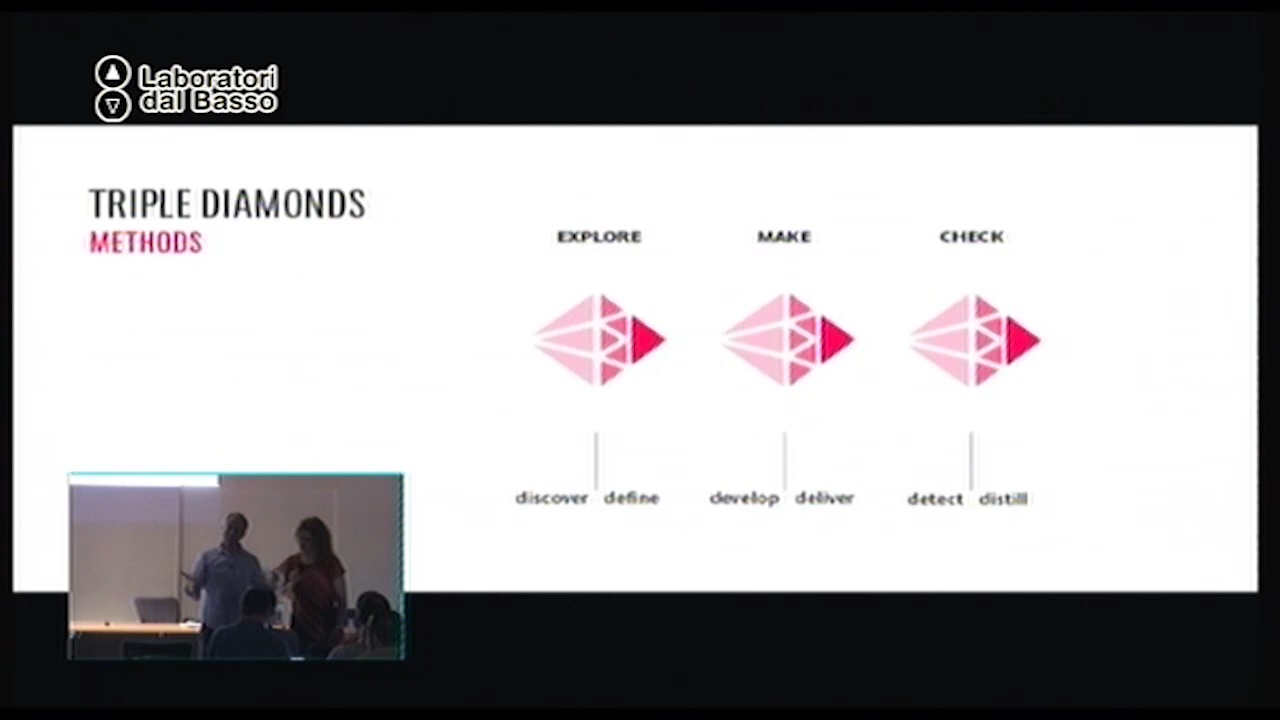 Laboratori
dal Basso
TRIPLE DIAMONDS
METHODS
EXPLORE MAKE CHECK
discover define develop deliver detect distill